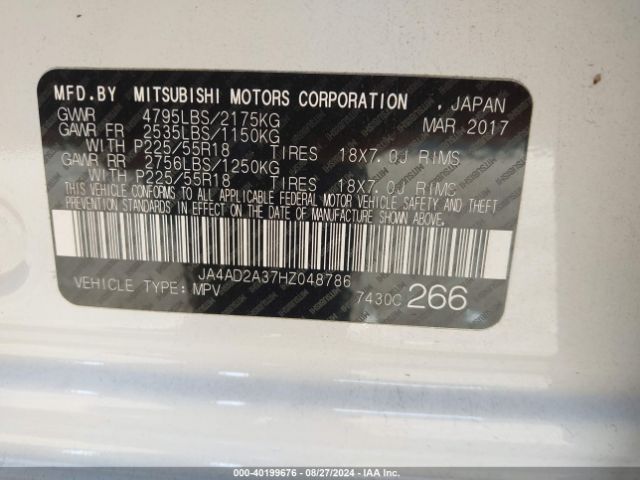 MFD.BY MITSUBISHI MOTORS CORPORATION , JAPAN
GVWR 4795LBS/2175KG MAR 2017
GAWR FR 2535LBS/1150KG
WITH P225/55R18 TIRES 18X7.0J RIMS
GAWR RR 2756LBS/1250KG
WITH P225/55R18 TIRES 18X7.0J RIMS
THIS VEHICLE CONFORMS TO ALL APPLICABLE FEDERAL MOTOR VEHICLE SAFETY AND THEFT
PREVENTION STANDARDS IN EFFECT ON THE DATE OF MANUFACTURE SHOWN ABOVE.
JA4AD2A37HZ048786
VEHICLE TYPE: MPV 7430C 266
000-40199676 - 08/27/2024 - IAA Inc.